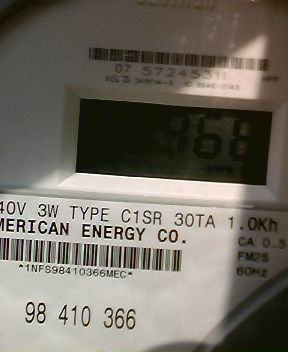 07 57245311
768
40V 3W TYPE C1SR 30TA 1.0Kh
MERICAN ENERGY CO.
CA 0.5
FM2S
60Hz
*1NFS98410366MEC*
98 410 366